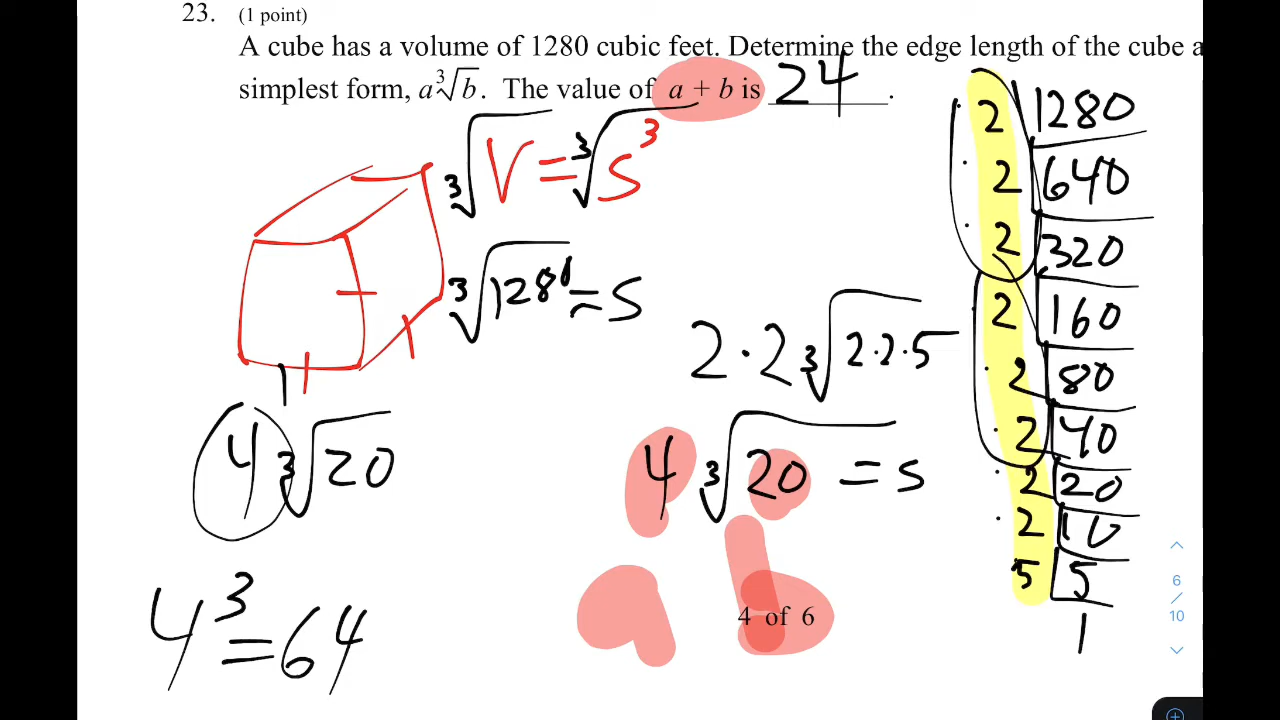 23. (1 point)
A cube has a volume of 1280 cubic feet. Determine the edge length of the cube a
simplest form, a∛b. The value of a + b is 24.
∛V = ∛s³
∛1280 = S
2·2∛2·2·5
4∛20
4∛20 = s
4³ = 64
2 1280
2 640
2 320
2 160
2 80
2 40
2 20
2 10
5 5
1
4 of 6
6
/
10